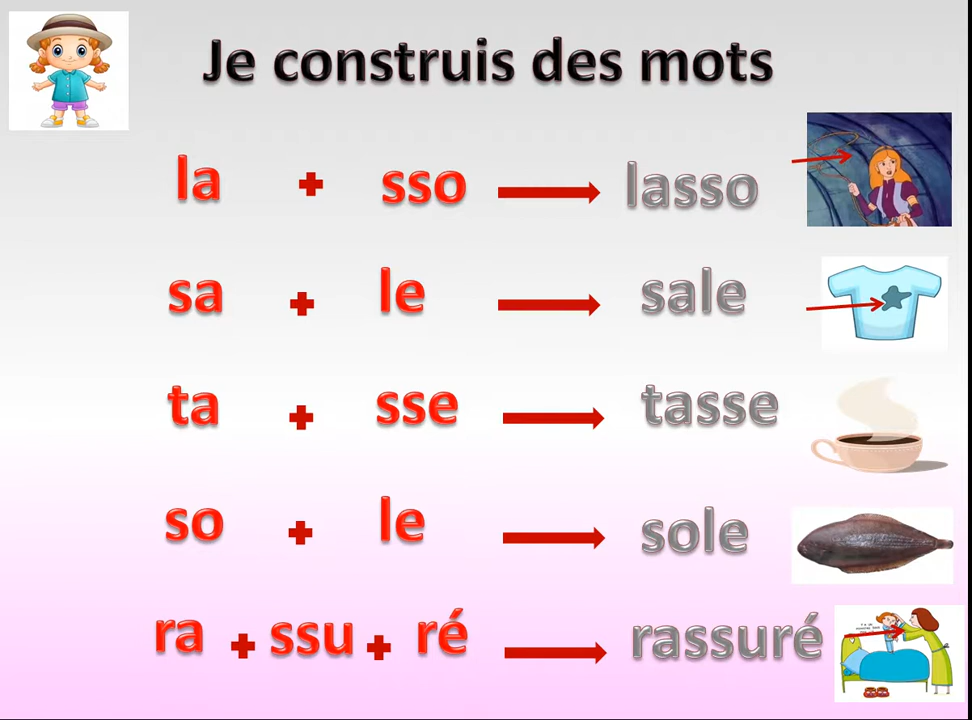 Je construis des mots
la + sso lasso
sa + le sale
ta + sse tasse
so + le sole
ra + ssu + ré rassuré